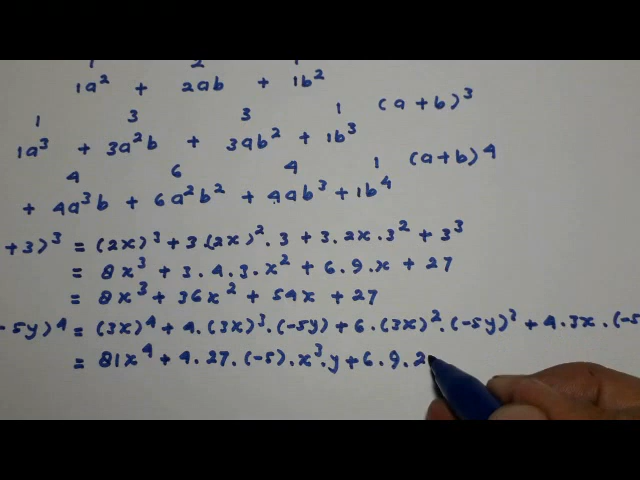 1 2 1
1a² + 2ab + 1b²
1 3 3 1 (a+b)³
1a³ + 3a²b + 3ab² + 1b³
4 6 4 1 (a+b)4
+ 4a³b + 6a²b² + 4ab³ + 1b4
+3)³ = (2x)³ + 3.(2x)².3 + 3.2x.3² + 3³
= 8x³ + 3.4.3.x² + 6.9.x + 27
= 8x³ + 36x² + 54x + 27
-5y)4 = (3x)4 + 4.(3x)³.(-5y) + 6.(3x)².(-5y)² + 4.3x.(-5
= 81x4 + 4.27.(-5).x³.y + 6.9.2